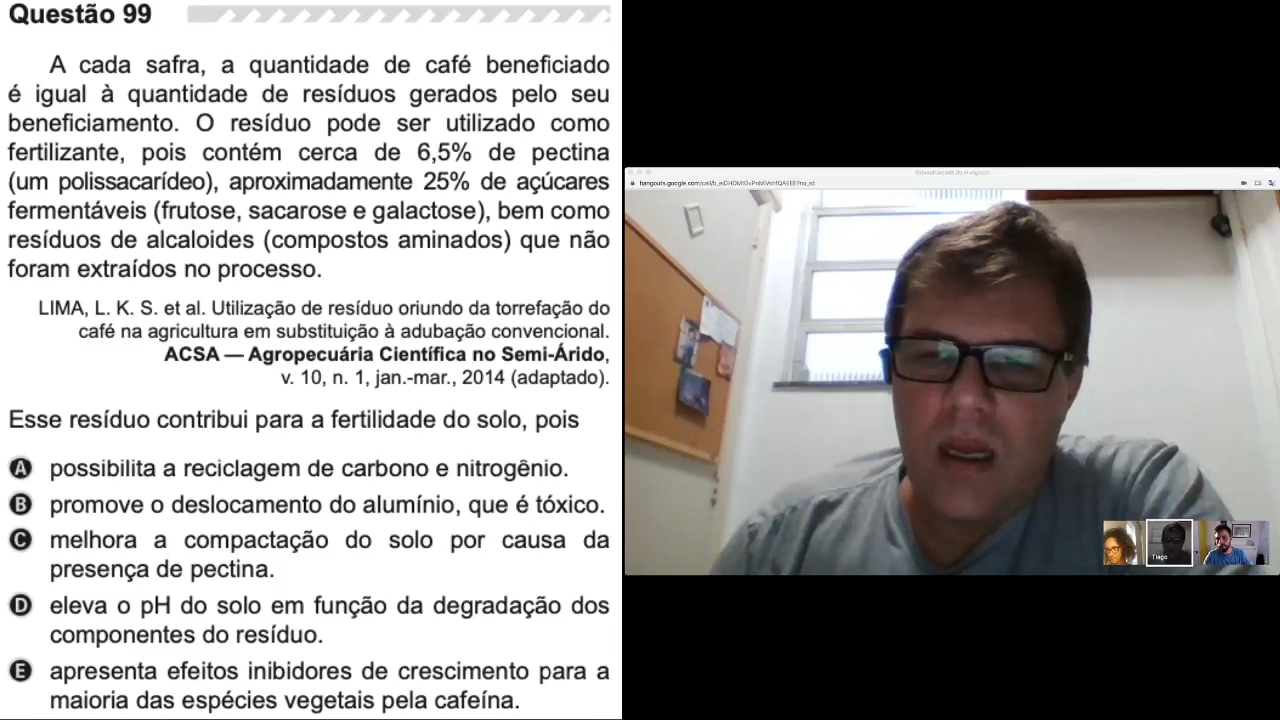 Questão 99
A cada safra, a quantidade de café beneficiado
é igual à quantidade de resíduos gerados pelo seu
beneficiamento. O resíduo pode ser utilizado como
fertilizante, pois contém cerca de 6,5% de pectina
(um polissacarídeo), aproximadamente 25% de açúcares
fermentáveis (frutose, sacarose e galactose), bem como
resíduos de alcaloides (compostos aminados) que não
foram extraídos no processo.
LIMA, L. K. S. et al. Utilização de resíduo oriundo da torrefação do
café na agricultura em substituição à adubação convencional.
ACSA — Agropecuária Científica no Semi-Árido,
v. 10, n. 1, jan.-mar., 2014 (adaptado).
Esse resíduo contribui para a fertilidade do solo, pois
A possibilita a reciclagem de carbono e nitrogênio.
B promove o deslocamento do alumínio, que é tóxico.
C melhora a compactação do solo por causa da
presença de pectina.
D eleva o pH do solo em função da degradação dos
componentes do resíduo.
E apresenta efeitos inibidores de crescimento para a
maioria das espécies vegetais pela cafeína.
Tiago